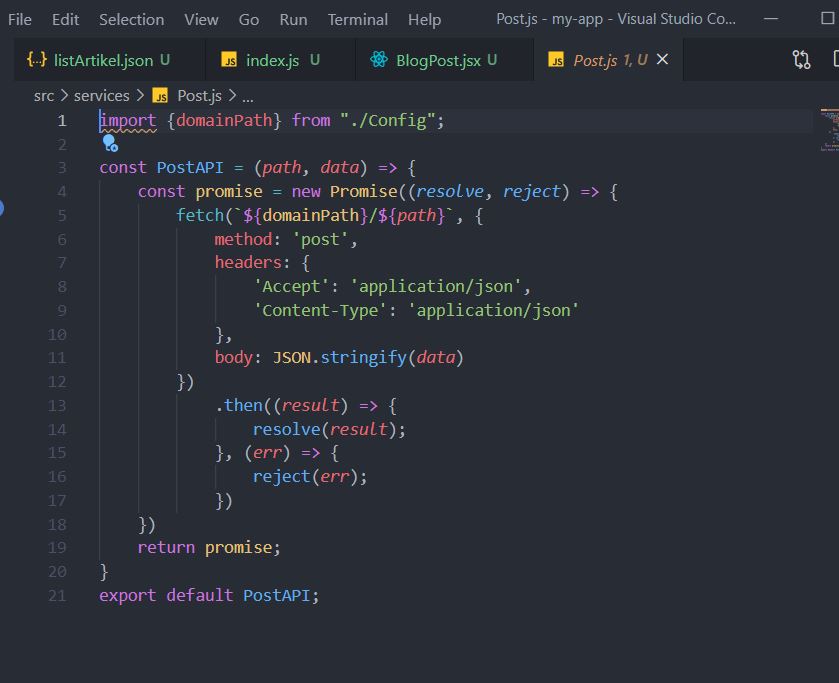 File Edit Selection View Go Run Terminal Help Post.js - my-app - Visual Studio Co...
{..} listArtikel.json U JS index.js U BlogPost.jsx U JS Post.js 1, U
src > services > JS Post.js > ...
1 import {domainPath} from "./Config";
2
3 const PostAPI = (path, data) => {
4 const promise = new Promise((resolve, reject) => {
5 fetch(`${domainPath}/${path}`, {
6 method: 'post',
7 headers: {
8 'Accept': 'application/json',
9 'Content-Type': 'application/json'
10 },
11 body: JSON.stringify(data)
12 })
13 .then((result) => {
14 resolve(result);
15 }, (err) => {
16 reject(err);
17 })
18 })
19 return promise;
20 }
21 export default PostAPI;